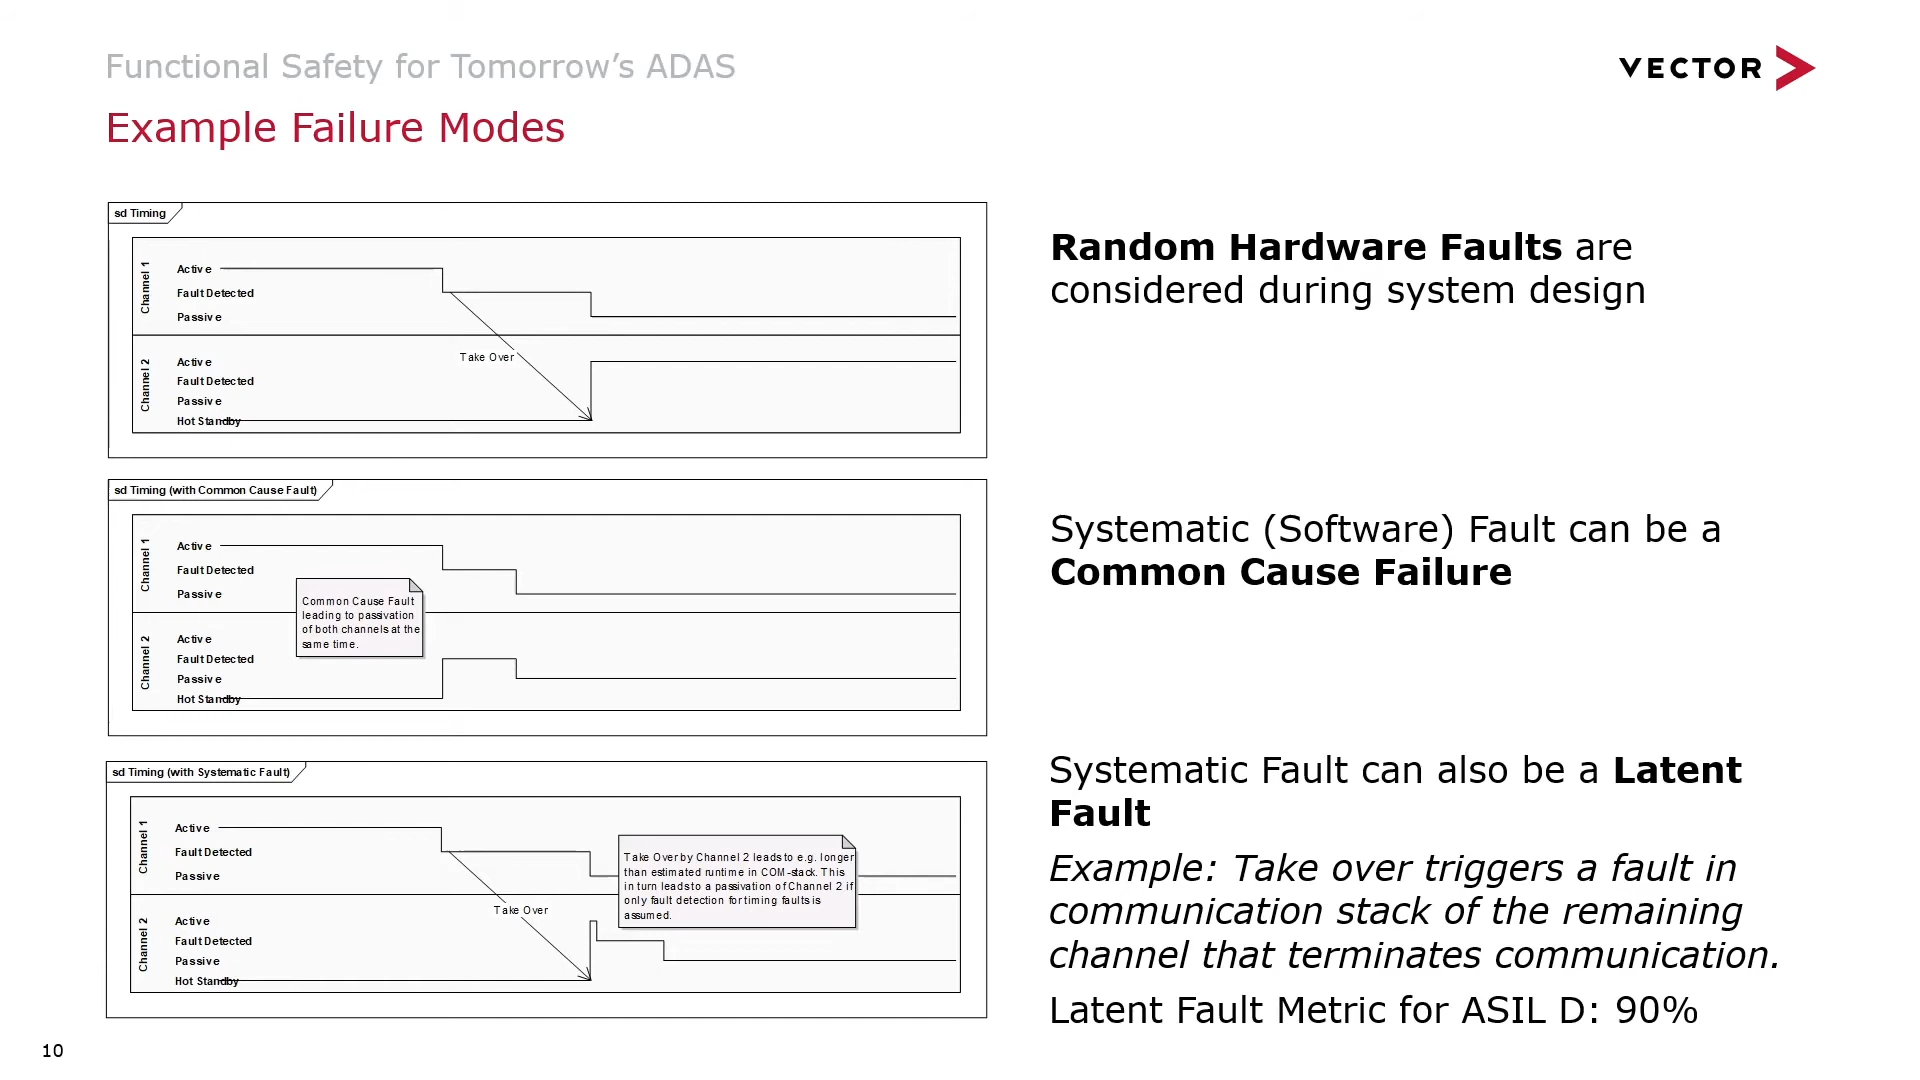 Functional Safety for Tomorrow's ADAS
VECTOR
Example Failure Modes
sd Timing
Channel 1
Active
Fault Detected
Passive
Take Over
Channel 2
Active
Fault Detected
Passive
Hot Standby
Random Hardware Faults are
considered during system design
sd Timing (with Common Cause Fault)
Channel 1
Active
Fault Detected
Passive
Common Cause Fault
leading to passivation
of both channels at the
same time.
Channel 2
Active
Fault Detected
Passive
Hot Standby
Systematic (Software) Fault can be a
Common Cause Failure
sd Timing (with Systematic Fault)
Channel 1
Active
Fault Detected
Passive
Take Over by Channel 2 leads to e.g. longer
than estimated runtime in COM-stack. This
in turn leads to a passivation of Channel 2 if
only fault detection for timing faults is
assumed.
Take Over
Channel 2
Active
Fault Detected
Passive
Hot Standby
Systematic Fault can also be a Latent
Fault
Example: Take over triggers a fault in
communication stack of the remaining
channel that terminates communication.
Latent Fault Metric for ASIL D: 90%
10